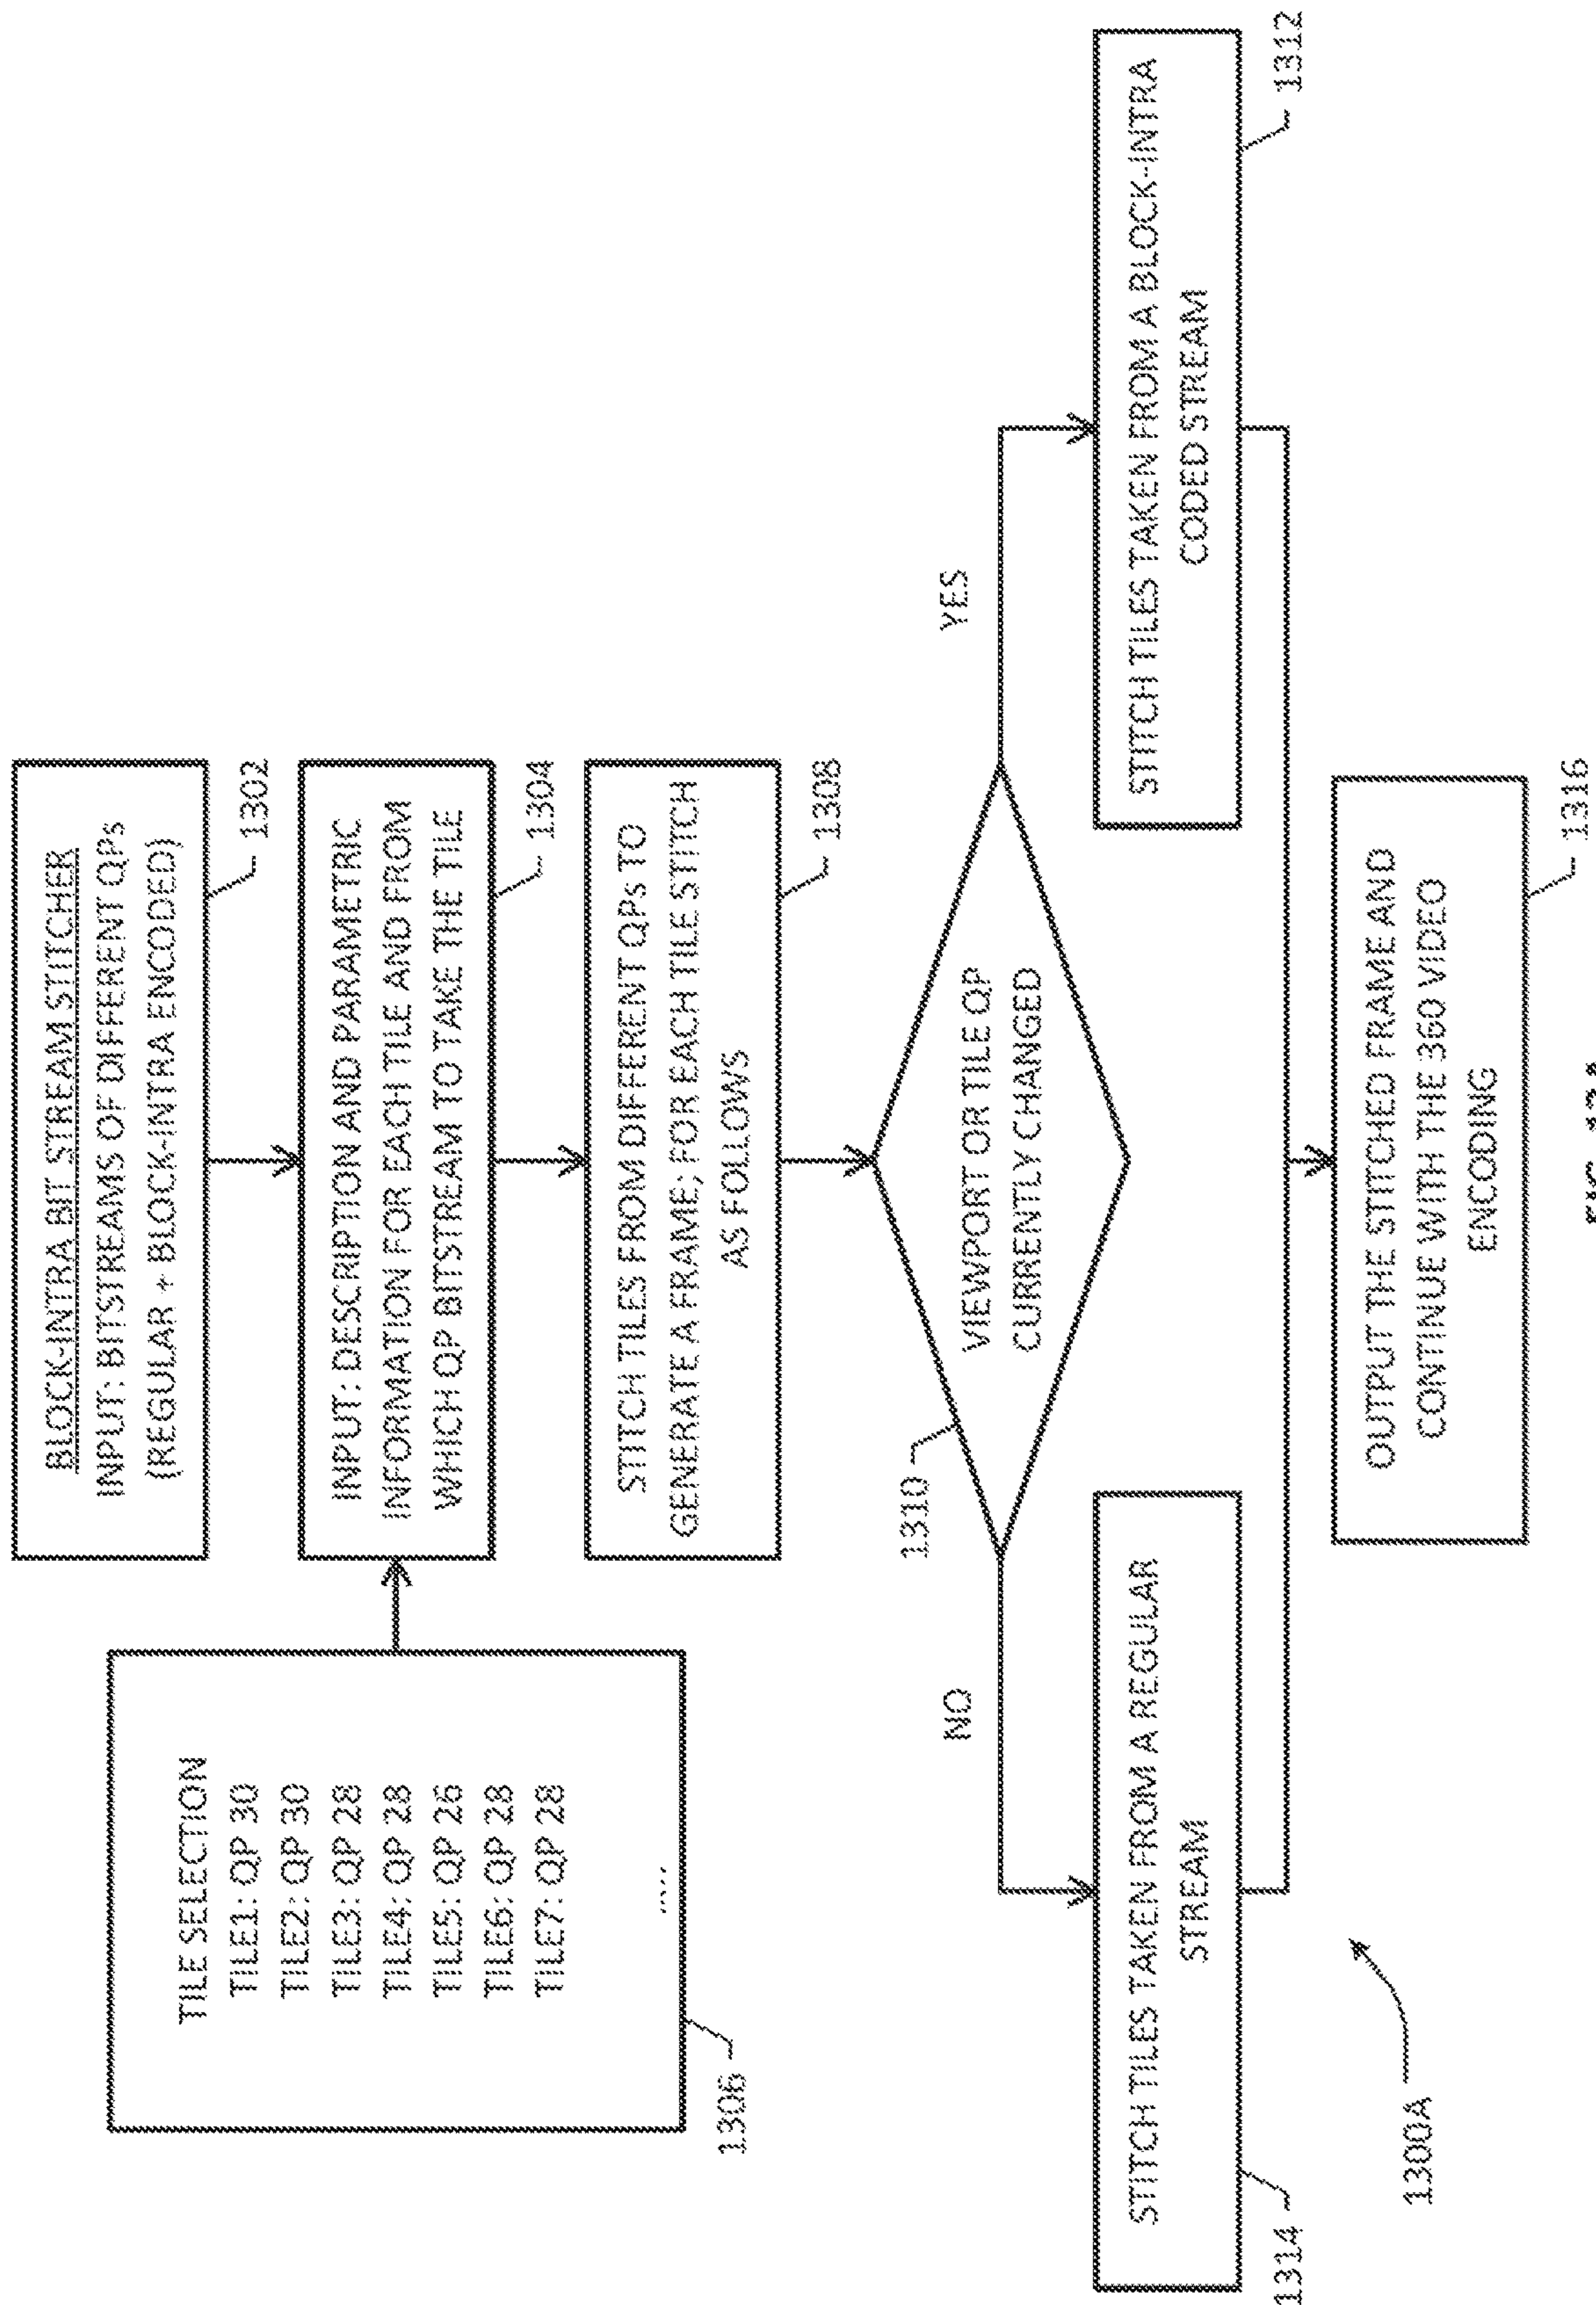 BLOCK-INTRA BIT STREAM STITCHER
INPUT: BITSTREAMS OF DIFFERENT QPs
(REGULAR + BLOCK-INTRA ENCODED)
1302
INPUT: DESCRIPTION AND PARAMETRIC
INFORMATION FOR EACH TILE AND FROM
WHICH QP BITSTREAM TO TAKE THE TILE
1304
TILE SELECTION
TILE1: QP 30
TILE2: QP 30
TILE3: QP 28
TILE4: QP 28
TILE5: QP 26
TILE6: QP 28
TILE7: QP 28
1306
STITCH TILES FROM DIFFERENT QPs TO
GENERATE A FRAME; FOR EACH TILE STITCH
AS FOLLOWS
1308
1310
VIEWPORT OR TILE QP
CURRENTLY CHANGED
NO
YES
STITCH TILES TAKEN FROM A REGULAR
STREAM
1314
STITCH TILES TAKEN FROM A BLOCK-INTRA
CODED STREAM
1312
OUTPUT THE STITCHED FRAME AND
CONTINUE WITH THE 360 VIDEO
ENCODING
1316
1300A